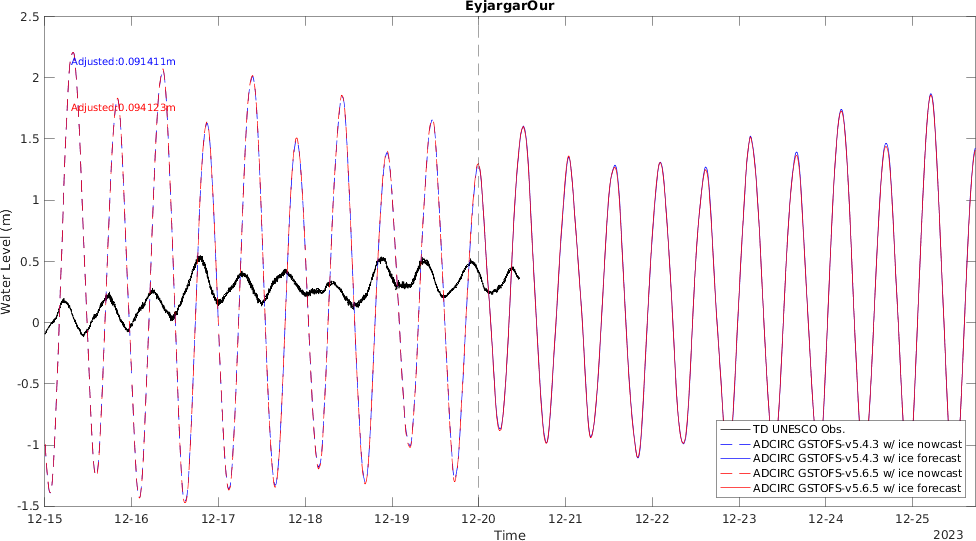 EyjargarOur
2.5
2
1.5
1
0.5
0
-0.5
-1
-1.5
Water Level (m)
Adjusted:0.091411m
Adjusted:0.094123m
TD UNESCO Obs.
ADCIRC GSTOFS-v5.4.3 w/ ice nowcast
ADCIRC GSTOFS-v5.4.3 w/ ice forecast
ADCIRC GSTOFS-v5.6.5 w/ ice nowcast
ADCIRC GSTOFS-v5.6.5 w/ ice forecast
12-15 12-16 12-17 12-18 12-19 12-20 12-21 12-22 12-23 12-24 12-25
Time
2023